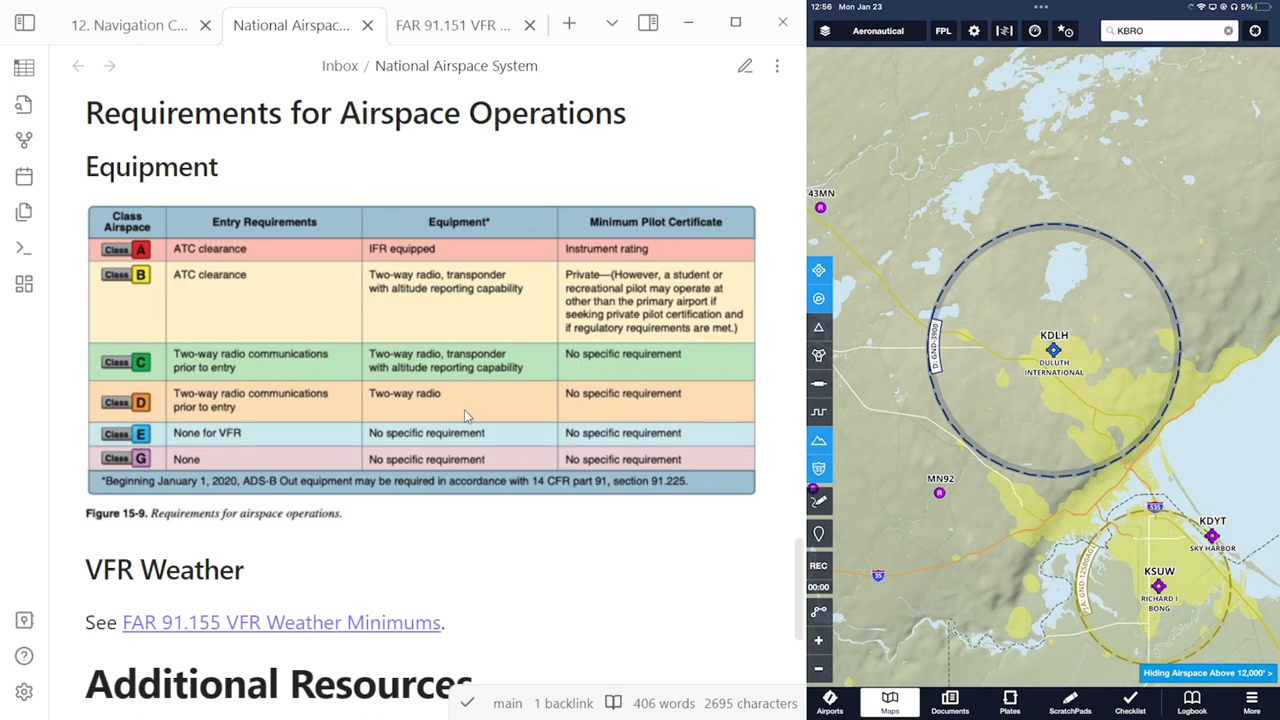 12. Navigation C...
National Airspac...
FAR 91.151 VFR ...
Inbox / National Airspace System
Requirements for Airspace Operations
Equipment
Class Airspace
Entry Requirements
Equipment*
Minimum Pilot Certificate
Class A
ATC clearance
IFR equipped
Instrument rating
Class B
ATC clearance
Two-way radio, transponder
with altitude reporting capability
Private—(However, a student or
recreational pilot may operate at
other than the primary airport if
seeking private pilot certification and
if regulatory requirements are met.)
Class C
Two-way radio communications
prior to entry
Two-way radio, transponder
with altitude reporting capability
No specific requirement
Class D
Two-way radio communications
prior to entry
Two-way radio
No specific requirement
Class E
None for VFR
No specific requirement
No specific requirement
Class G
None
No specific requirement
No specific requirement
*Beginning January 1, 2020, ADS-B Out equipment may be required in accordance with 14 CFR part 91, section 91.225.
Figure 15-9. Requirements for airspace operations.
VFR Weather
See FAR 91.155 VFR Weather Minimums.
Additional Resources
main
1 backlink
406 words
2695 characters
12:56 Mon Jan 23
5%
Aeronautical
FPL
KBRO
43MN
R
D: GND-3900
KDLH
DULUTH
INTERNATIONAL
MN92
R
535
KDYT
SKY HARBOR
KSUW
RICHARD I
BONG
35
REC
00:00
Hiding Airspace Above 12,000' >
Airports
Maps
Documents
Plates
ScratchPads
Checklist
Logbook
More